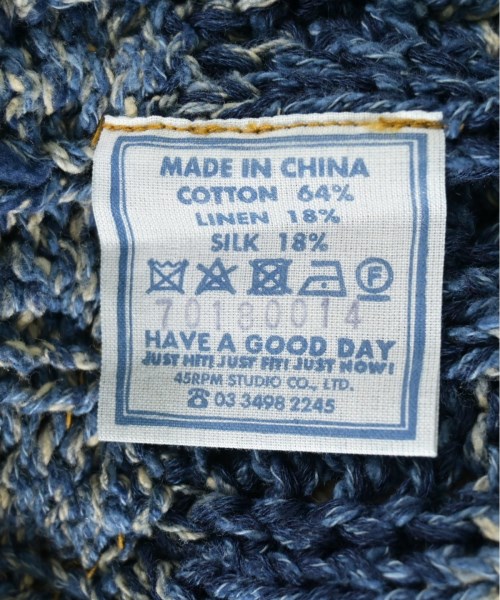 MADE IN CHINA
COTTON 64%
LINEN 18%
SILK 18%
F
70180014
HAVE A GOOD DAY
JUST HIT! JUST FIT! JUST NOW!
45RPM STUDIO CO., LTD.
☎ 03 3498 2245